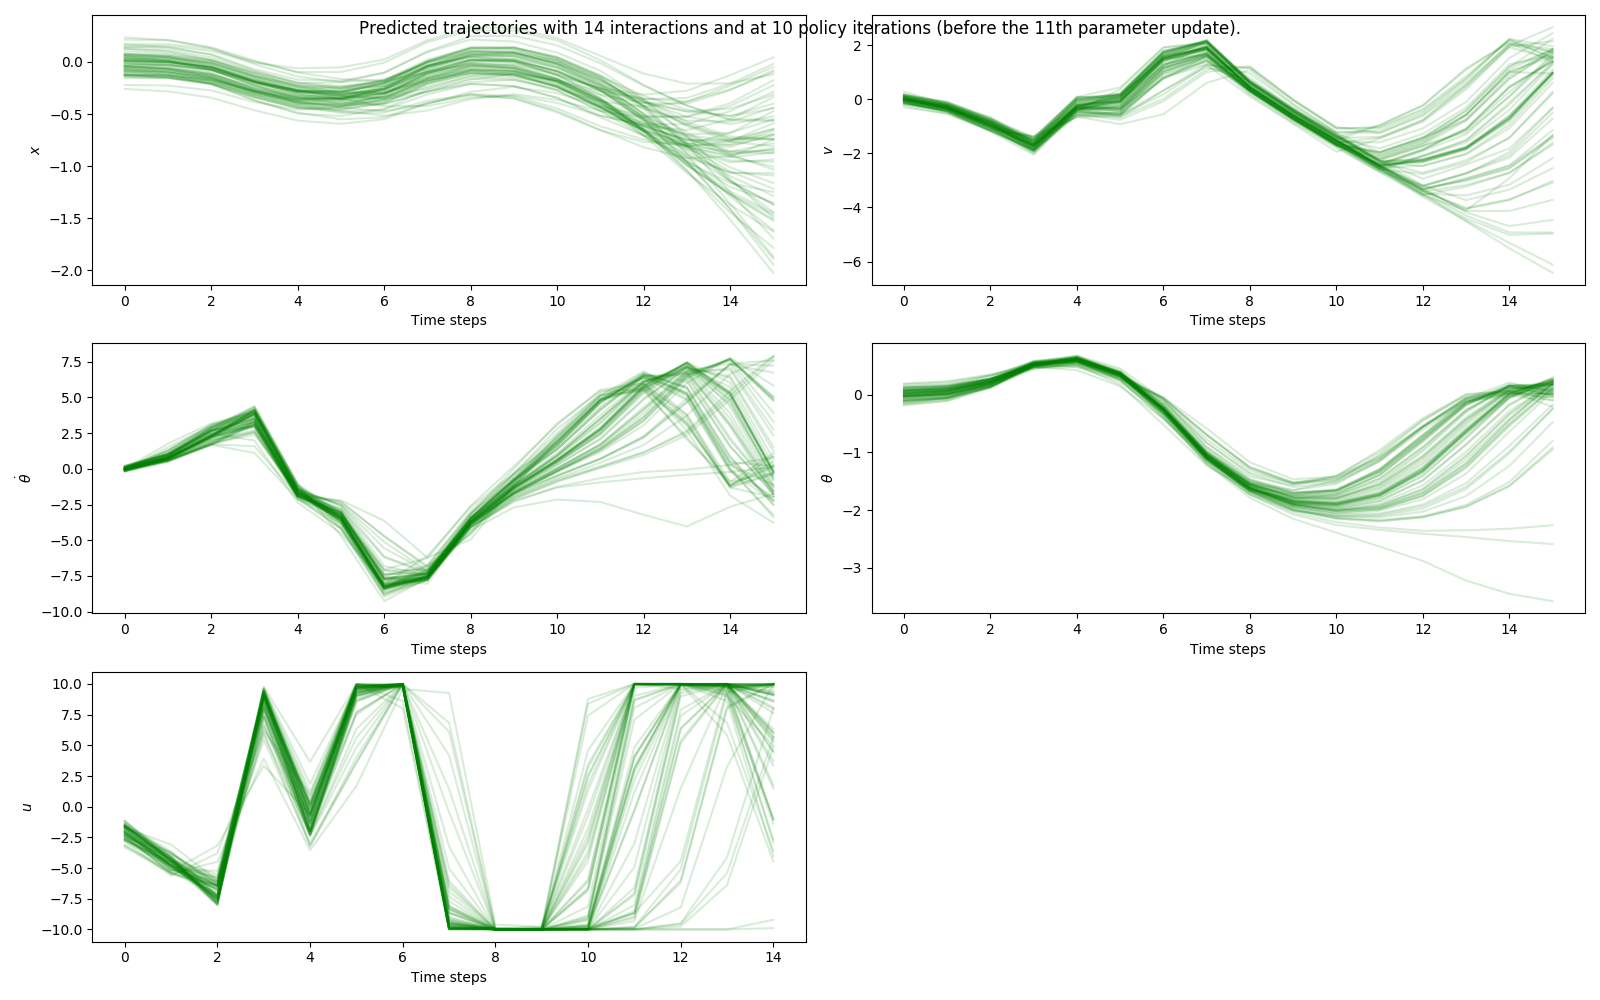 Predicted trajectories with 14 interactions and at 10 policy iterations (before the 11th parameter update).
0.0
−0.5
−1.0
−1.5
−2.0
x
0 2 4 6 8 10 12 14
Time steps
2
0
−2
−4
−6
v
0 2 4 6 8 10 12 14
Time steps
7.5
5.0
2.5
0.0
−2.5
−5.0
−7.5
−10.0
θ̇
0 2 4 6 8 10 12 14
Time steps
0
−1
−2
−3
θ
0 2 4 6 8 10 12 14
Time steps
10.0
7.5
5.0
2.5
0.0
−2.5
−5.0
−7.5
−10.0
u
0 2 4 6 8 10 12 14
Time steps